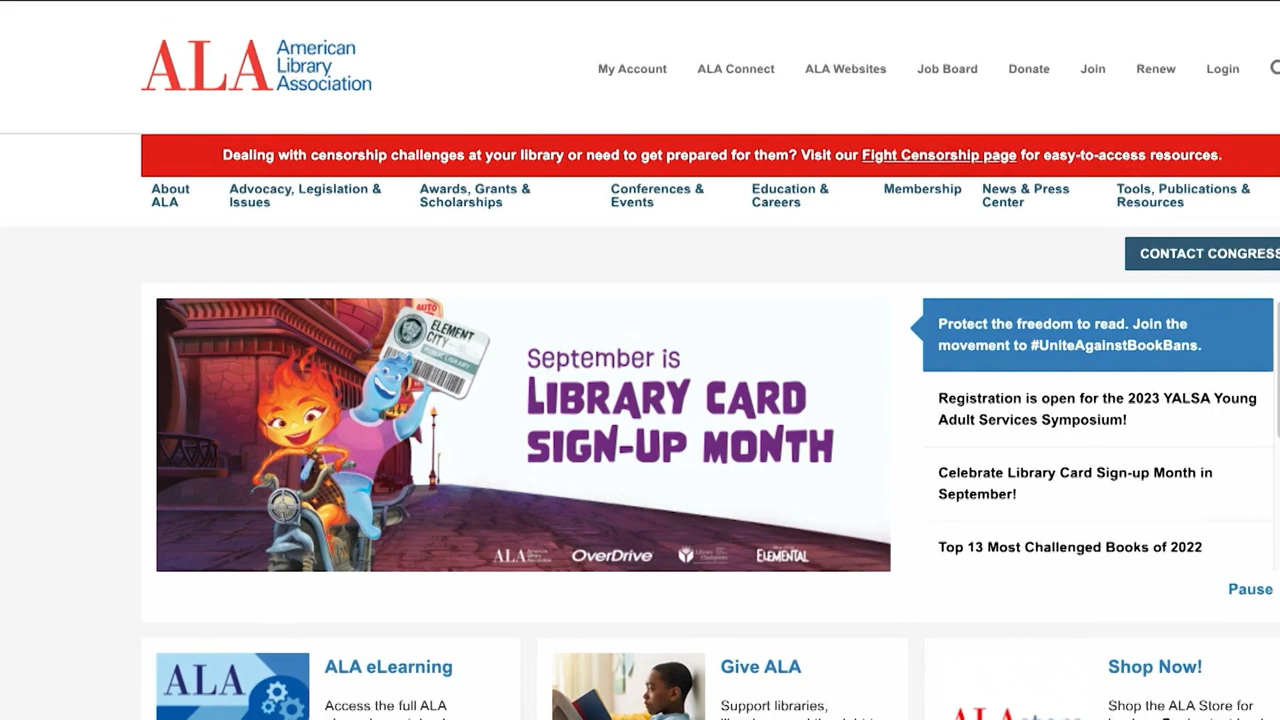 ALA American
Library
Association
My Account ALA Connect ALA Websites Job Board Donate Join Renew Login
Dealing with censorship challenges at your library or need to get prepared for them? Visit our Fight Censorship page for easy-to-access resources.
About
ALA
Advocacy, Legislation &
Issues
Awards, Grants &
Scholarships
Conferences &
Events
Education &
Careers
Membership
News & Press
Center
Tools, Publications &
Resources
CONTACT CONGRESS
AUTO
ELEMENT
CITY
September is
LIBRARY CARD
SIGN-UP MONTH
ALA OverDrive ELEMENTAL
Protect the freedom to read. Join the
movement to #UniteAgainstBookBans.
Registration is open for the 2023 YALSA Young
Adult Services Symposium!
Celebrate Library Card Sign-up Month in
September!
Top 13 Most Challenged Books of 2022
Pause
ALA
ALA eLearning
Access the full ALA
Give ALA
Support libraries,
Shop Now!
Shop the ALA Store for